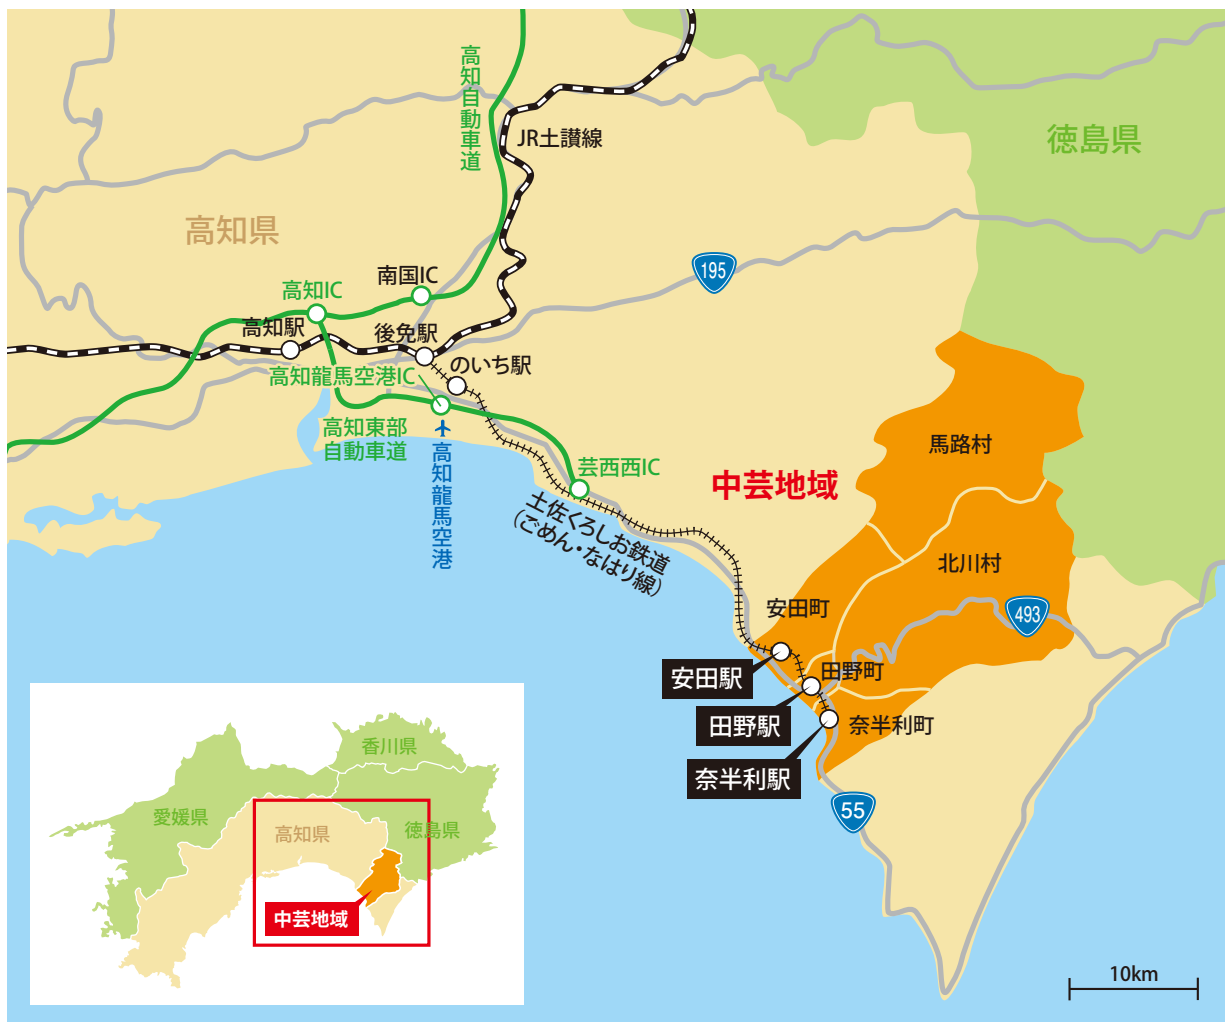 高知自動車道
JR土讃線
徳島県
高知県
195
南国IC
高知IC
高知駅
後免駅
のいち駅
高知龍馬空港IC
高知東部
自動車道
高知龍馬空港
芸西西IC
土佐くろしお鉄道
(ごめん・なはり線)
中芸地域
馬路村
北川村
安田町
493
安田駅
田野町
田野駅
奈半利町
奈半利駅
55
香川県
愛媛県
高知県
徳島県
中芸地域
10km